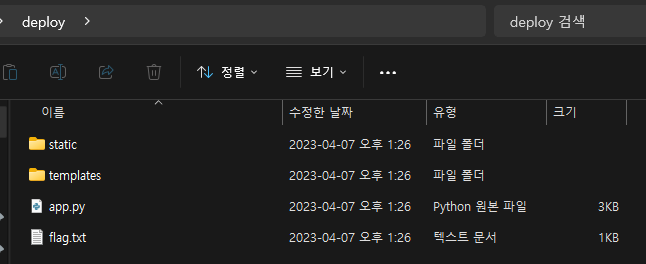 deploy
deploy 검색
정렬 보기
이름 수정한 날짜 유형 크기
static 2023-04-07 오후 1:26 파일 폴더
templates 2023-04-07 오후 1:26 파일 폴더
app.py 2023-04-07 오후 1:26 Python 원본 파일 3KB
flag.txt 2023-04-07 오후 1:26 텍스트 문서 1KB